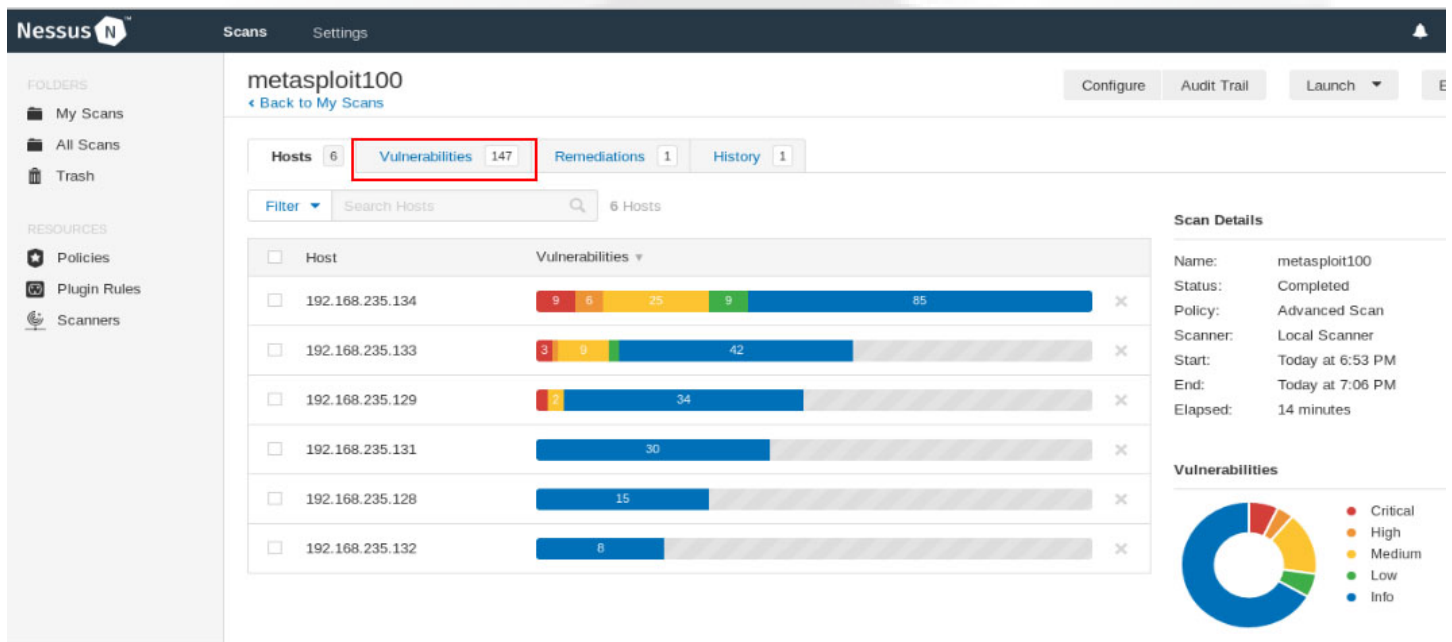 Nessus N ™
Scans Settings
FOLDERS
My Scans
All Scans
Trash
RESOURCES
Policies
Plugin Rules
Scanners
metasploit100
‹ Back to My Scans
Configure Audit Trail Launch
Hosts 6 Vulnerabilities 147 Remediations 1 History 1
Filter Search Hosts 6 Hosts
Host Vulnerabilities
192.168.235.134 9 6 25 9 85
192.168.235.133 3 9 42
192.168.235.129 2 34
192.168.235.131 30
192.168.235.128 15
192.168.235.132 8
Scan Details
Name: metasploit100
Status: Completed
Policy: Advanced Scan
Scanner: Local Scanner
Start: Today at 6:53 PM
End: Today at 7:06 PM
Elapsed: 14 minutes
Vulnerabilities
Critical
High
Medium
Low
Info